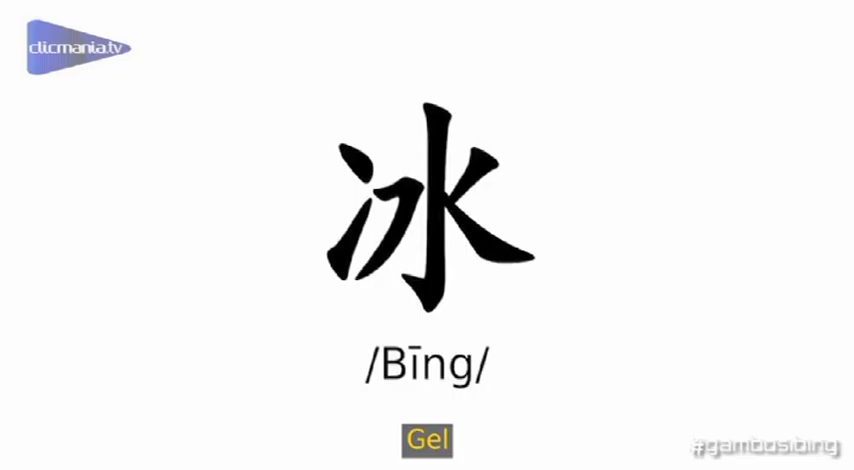 clicmania.tv
冰
/Bīng/
Gel
#gambosibing